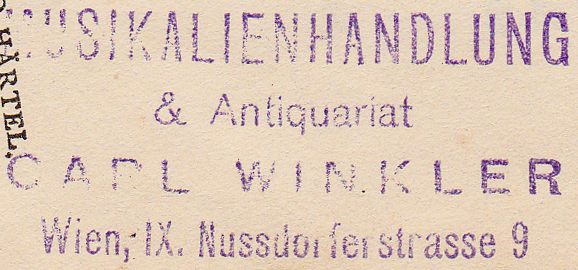 MUSIKALIENHANDLUNG
& Antiquariat
CARL WINKLER
Wien, IX. Nussdorferstrasse 9
HÄRTEL.